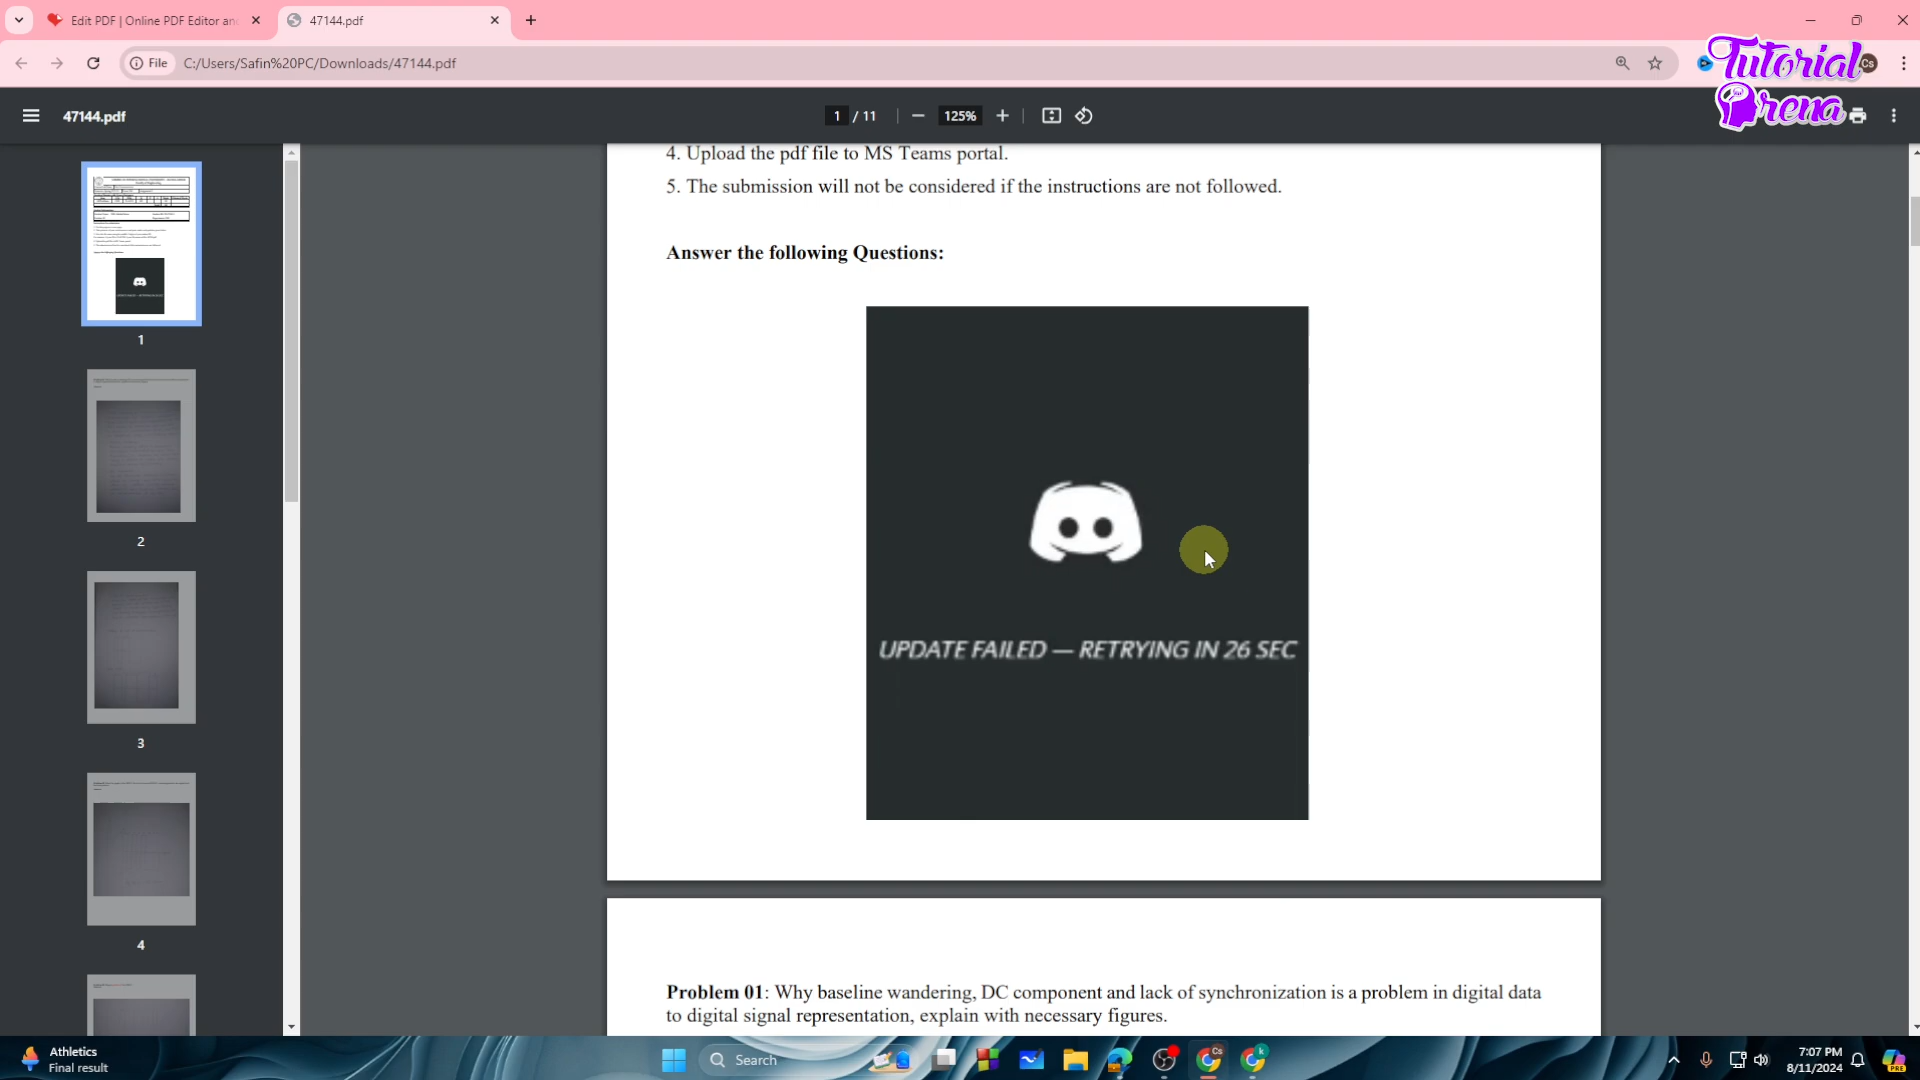 Edit PDF | Online PDF Editor an
47144.pdf
File
C:/Users/Safin%20PC/Downloads/47144.pdf
Tutorial
Arena
Cs
47144.pdf
1 / 11
125%
4. Upload the pdf file to MS Teams portal.
5. The submission will not be considered if the instructions are not followed.
Answer the following Questions:
UPDATE FAILED — RETRYING IN 26 SEC
1
2
3
4
Problem 01: Why baseline wandering, DC component and lack of synchronization is a problem in digital data
to digital signal representation, explain with necessary figures.
Athletics
Final result
Search
Cs
k
7:07 PM
8/11/2024
PRE